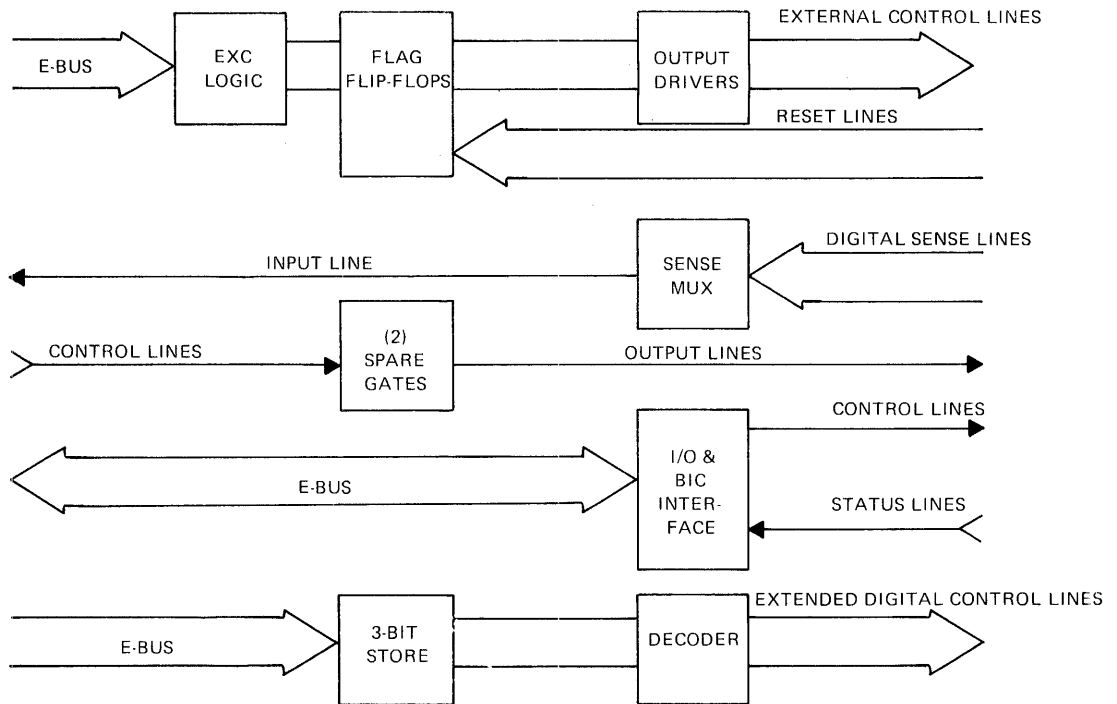 EXTERNAL CONTROL LINES
E-BUS
EXC
LOGIC
FLAG
FLIP-FLOPS
OUTPUT
DRIVERS
RESET LINES
DIGITAL SENSE LINES
INPUT LINE
SENSE
MUX
CONTROL LINES
(2)
SPARE
GATES
OUTPUT LINES
CONTROL LINES
E-BUS
I/O &
BIC
INTER-
FACE
STATUS LINES
EXTENDED DIGITAL CONTROL LINES
E-BUS
3-BIT
STORE
DECODER